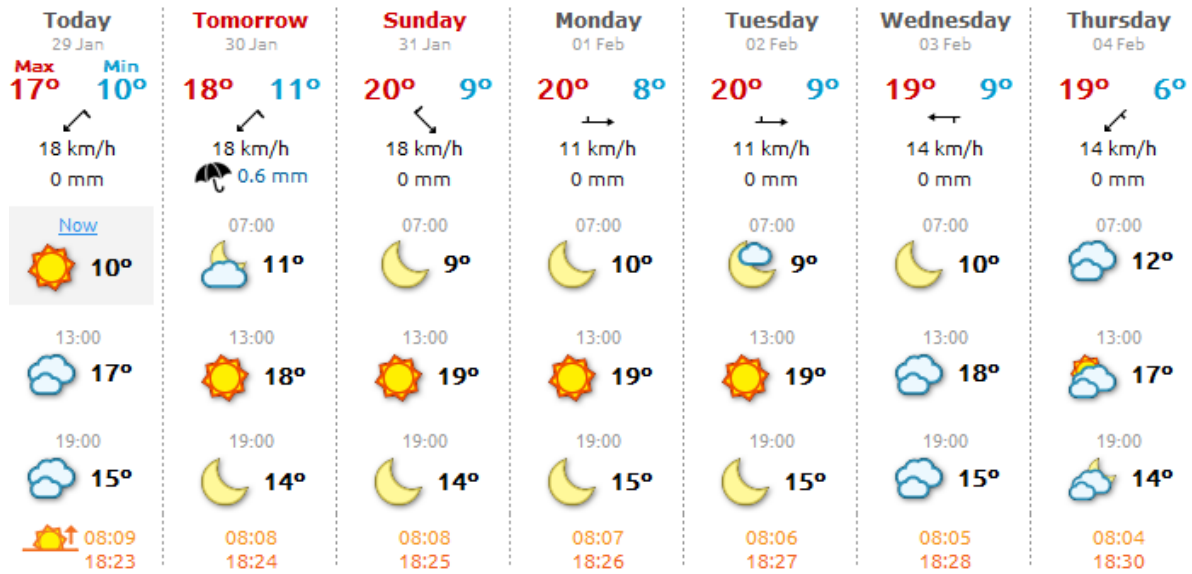 Today Tomorrow Sunday Monday Tuesday Wednesday Thursday
29 Jan 30 Jan 31 Jan 01 Feb 02 Feb 03 Feb 04 Feb
Max Min
17º 10º 18º 11º 20º 9º 20º 8º 20º 9º 19º 9º 19º 6º
18 km/h 18 km/h 18 km/h 11 km/h 11 km/h 14 km/h 14 km/h
0 mm 0.6 mm 0 mm 0 mm 0 mm 0 mm 0 mm
Now 07:00 07:00 07:00 07:00 07:00 07:00
10º 11º 9º 10º 9º 10º 12º
13:00 13:00 13:00 13:00 13:00 13:00 13:00
17º 18º 19º 19º 19º 18º 17º
19:00 19:00 19:00 19:00 19:00 19:00 19:00
15º 14º 14º 15º 15º 15º 14º
08:09 08:08 08:08 08:07 08:06 08:05 08:04
18:23 18:24 18:25 18:26 18:27 18:28 18:30